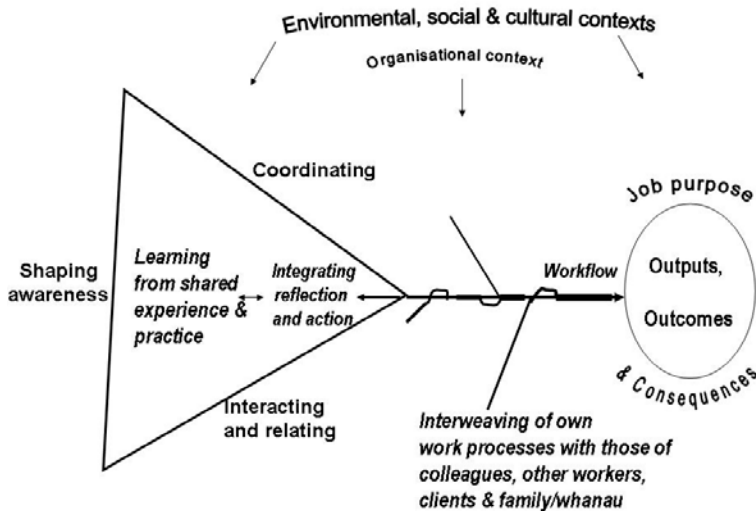 Environmental, social & cultural contexts
Organisational context
Coordinating
Job purpose
Shaping
awareness
Learning
from shared
experience &
practice
Integrating
reflection
and action
Workflow
Outputs,
Outcomes
& Consequences
Interacting
and relating
Interweaving of own
work processes with those of
colleagues, other workers,
clients & family/whanau